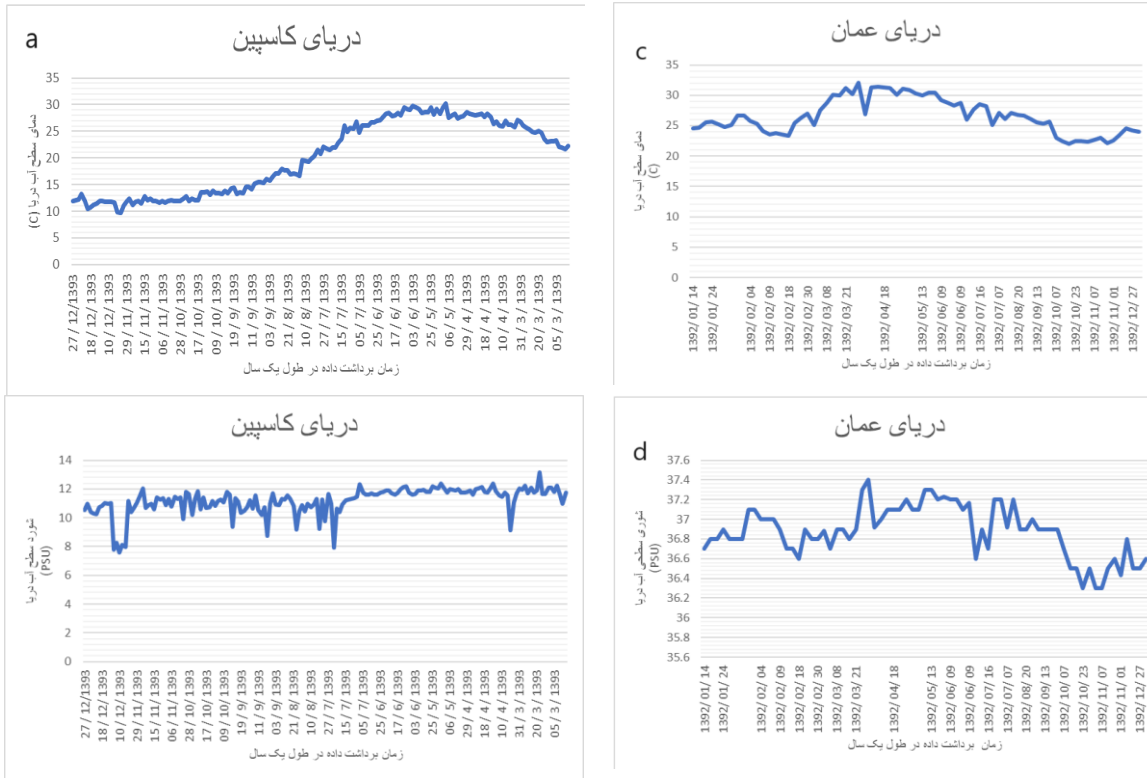 a
دریای کاسپین
35
30
25
20
15
10
5
0
دمای سطح آب دریا (C)
27 / 12/1393
18 / 12/ 1393
10 / 12/ 1393
29 / 11/ 1393
15 / 11/ 1393
06 / 11/ 1393
28 / 10/ 1393
17 / 10/ 1393
09 / 10/ 1393
19 / 9/ 1393
11 / 9/ 1393
03 / 9/ 1393
21 / 8/ 1393
10 / 8/ 1393
27 / 7/ 1393
15 / 7/ 1393
05 / 7/ 1393
25 / 6/ 1393
17 / 6/ 1393
02 / 6/ 1393
25 / 5/ 1393
06 / 5/ 1393
29 / 4/ 1393
10 / 4/ 1393
31 / 3/ 1393
20 / 3/ 1393
05 / 3/ 1393
زمان برداشت داده در طول یک سال
c
دریای عمان
35
30
25
20
15
10
5
0
دمای سطح آب دریا
(C)
1392/ 01/ 14
1392/ 01/ 24
1392/ 02/ 04
1392/ 02/ 09
1392/ 02/ 18
1392/ 02/ 30
1392/ 03/ 08
1392/ 03/ 21
1392/ 04/ 18
1392/ 05/ 13
1392/ 06/ 09
1392/ 06/ 09
1392/ 07/ 16
1392/ 07/ 07
1392/ 08/ 20
1392/ 09/ 13
1392/ 10/ 07
1392/ 10/ 23
1392/ 11/ 07
1392/ 11/ 01
1392/ 12/ 27
زمان برداشت داده در طول یک سال
دریای کاسپین
14
12
10
8
6
4
2
0
شورد سطح آب دریا
(PSU)
27 / 12/1393
18 / 12/ 1393
10 / 12/ 1393
29 / 11/ 1393
15 / 11/ 1393
06 / 11/ 1393
28 / 10/ 1393
17 / 10/ 1393
09 / 10/ 1393
19 / 9/ 1393
11 / 9/ 1393
03 / 9/ 1393
21 / 8/ 1393
10 / 8/ 1393
27 / 7/ 1393
15 / 7/ 1393
05 / 7/ 1393
25 / 6/ 1393
17 / 6/ 1393
02 / 6/ 1393
25 / 5/ 1393
06 / 5/ 1393
29 / 4/ 1393
10 / 4/ 1393
31 / 3/ 1393
20 / 3/ 1393
05 / 3/ 1393
زمان برداشت داده در طول یک سال
d
دریای عمان
37.6
37.4
37.2
37
36.8
36.6
36.4
36.2
36
35.8
35.6
شوری سطحی آب دریا
(PSU)
1392/ 01/ 14
1392/ 01/ 24
1392/ 02/ 04
1392/ 02/ 09
1392/ 02/ 18
1392/ 02/ 30
1392/ 03/ 08
1392/ 03/ 21
1392/ 04/ 18
1392/ 05/ 13
1392/ 06/ 09
1392/ 06/ 09
1392/ 07/ 16
1392/ 07/ 07
1392/ 08/ 20
1392/ 09/ 13
1392/ 10/ 07
1392/ 10/ 23
1392/ 11/ 07
1392/ 11/ 01
1392/ 12/ 27
زمان برداشت داده در طول یک سال